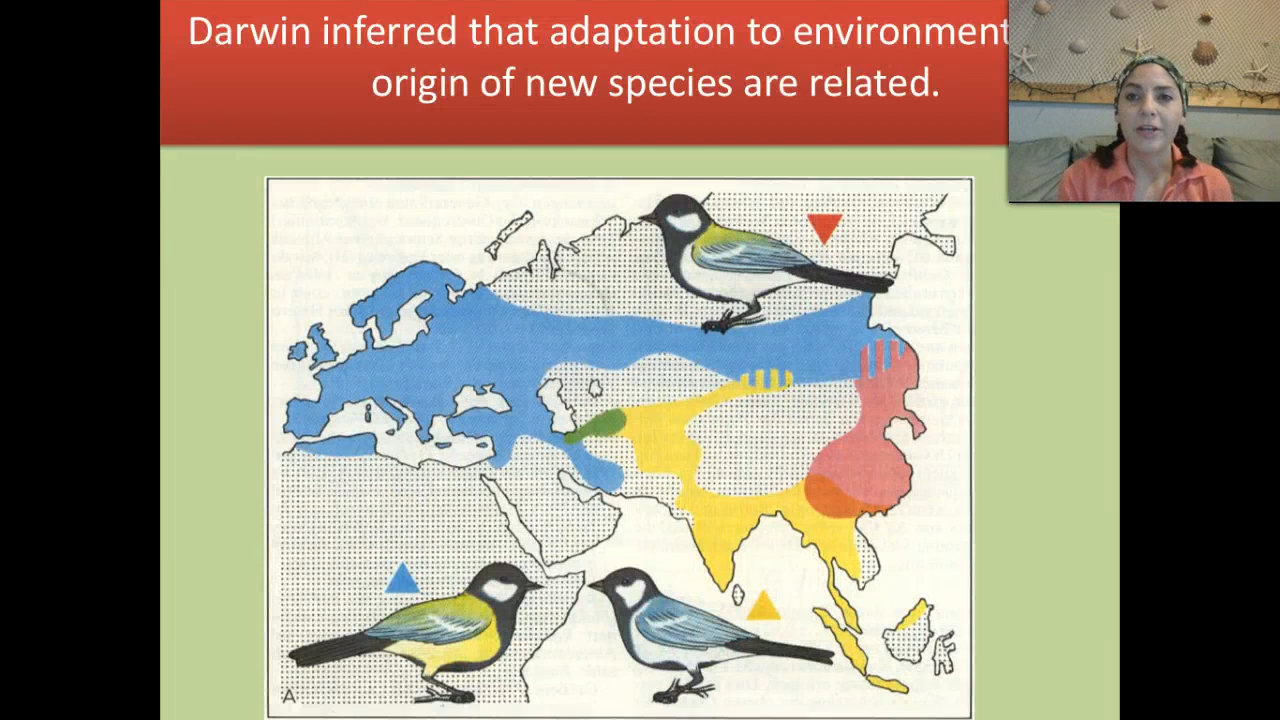 Darwin inferred that adaptation to environment
origin of new species are related.
A